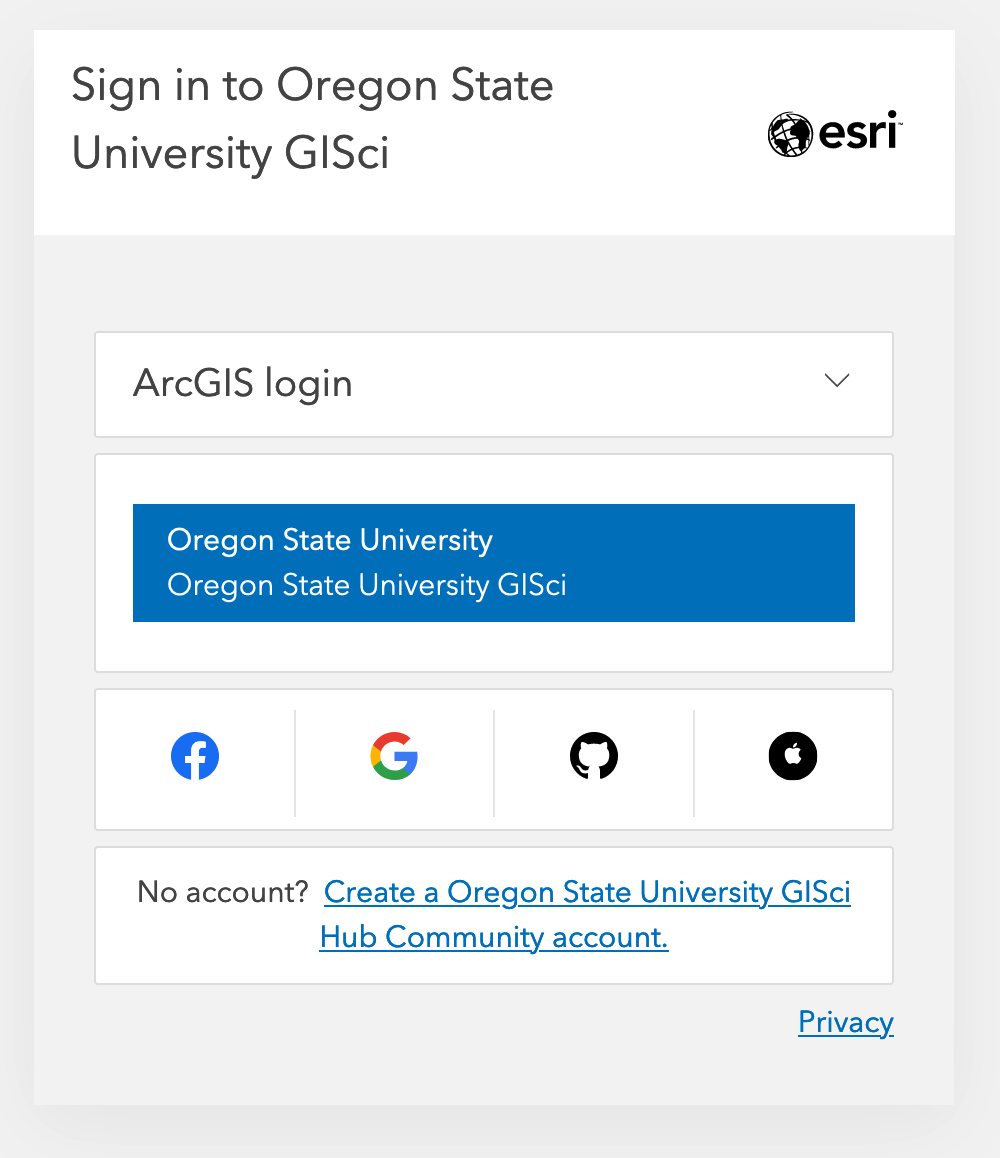 Sign in to Oregon State
University GISci
esri™
ArcGIS login
Oregon State University
Oregon State University GISci
No account? Create a Oregon State University GISci
Hub Community account.
Privacy